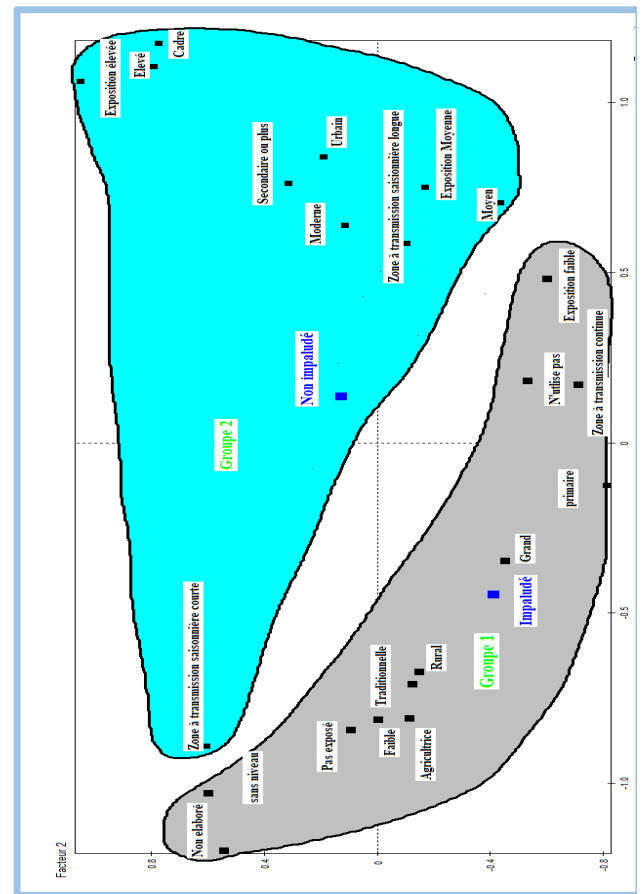 Facteur 2
Exposition élevée
Elevé
Cadre
Secondaire ou plus
Urbain
Moderne
Zone à transmission saisionnière longue
Exposition Moyenne
Moyen
Non impaludé
Groupe 2
Zone à transmission saisonnière courte
Exposition faible
N'utlise pas
Zone à transmission continue
primaire
Grand
Impaludé
Groupe 1
Rural
Traditionnelle
Pas exposé
Faible
Agricultrice
sans niveau
Non elaboré
0.8
0.4
0
-0.4
-0.8
1.0
0.5
0
-0.5
-1.0